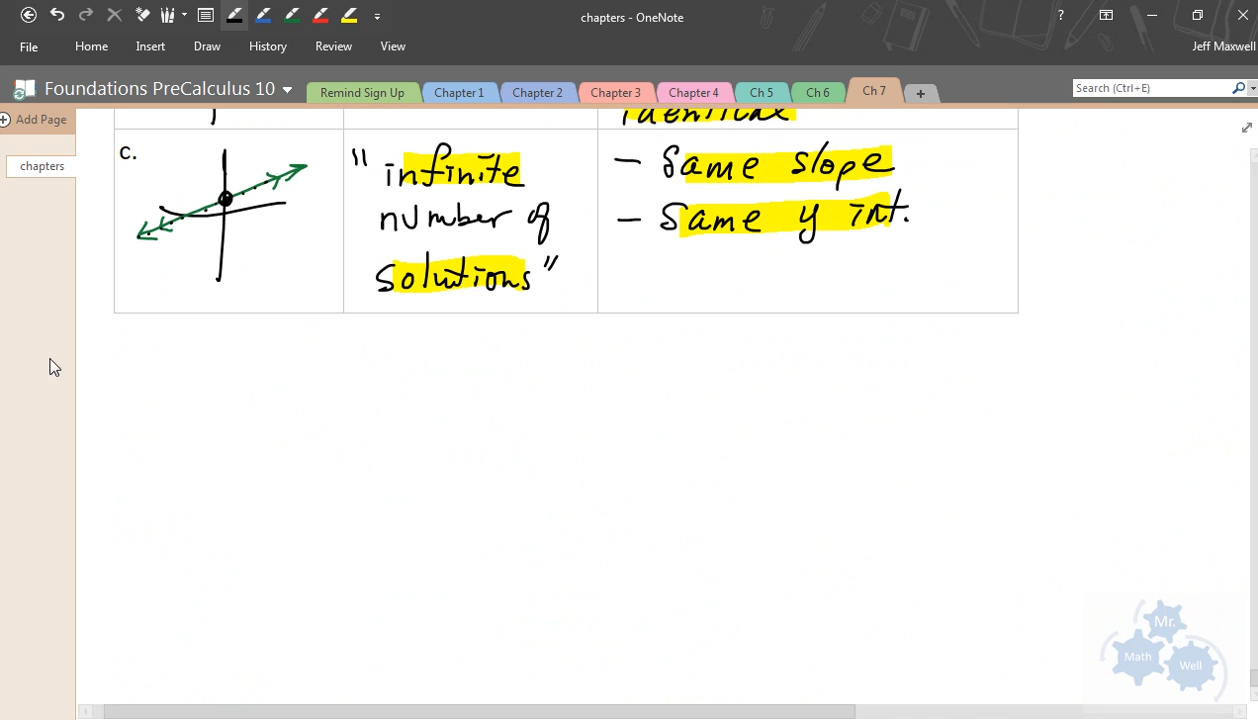 chapters - OneNote
?
File
Home
Insert
Draw
History
Review
View
Jeff Maxwell
Foundations PreCalculus 10
Remind Sign Up
Chapter 1
Chapter 2
Chapter 3
Chapter 4
Ch 5
Ch 6
Ch 7
Search (Ctrl+E)
Add Page
chapters
identical
c.
"infinite
number of
solutions"
- Same slope
- Same y int.
Mr.
Math
Well